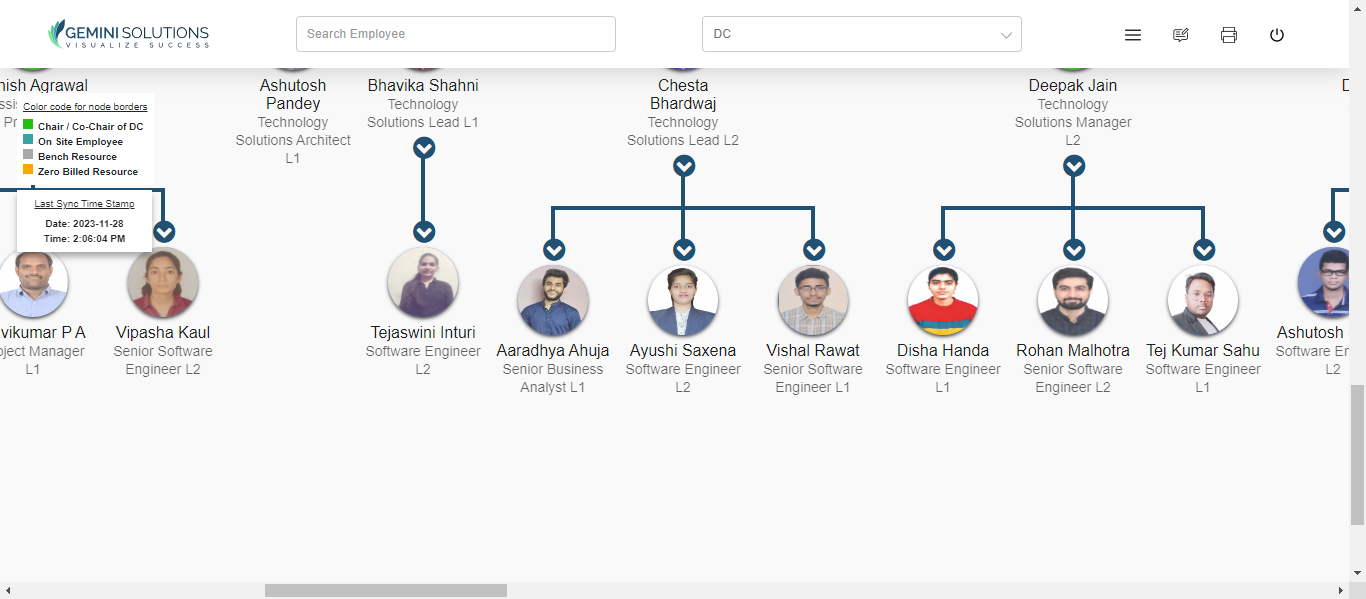 GEMINI SOLUTIONS
VISUALIZE SUCCESS
Search Employee
DC
nish Agrawal
Color code for node borders
Chair / Co-Chair of DC
On Site Employee
Bench Resource
Zero Billed Resource
Last Sync Time Stamp
Date: 2023-11-28
Time: 2:06:04 PM
Ashutosh
Pandey
Technology
Solutions Architect
L1
Bhavika Shahni
Technology
Solutions Lead L1
Chesta
Bhardwaj
Technology
Solutions Lead L2
Deepak Jain
Technology
Solutions Manager
L2
D
vikumar P A
oject Manager
L1
Vipasha Kaul
Senior Software
Engineer L2
Tejaswini Inturi
Software Engineer
L2
Aaradhya Ahuja
Senior Business
Analyst L1
Ayushi Saxena
Software Engineer
L2
Vishal Rawat
Senior Software
Engineer L1
Disha Handa
Software Engineer
L1
Rohan Malhotra
Senior Software
Engineer L2
Tej Kumar Sahu
Software Engineer
L1
Ashutosh
Software En
L2